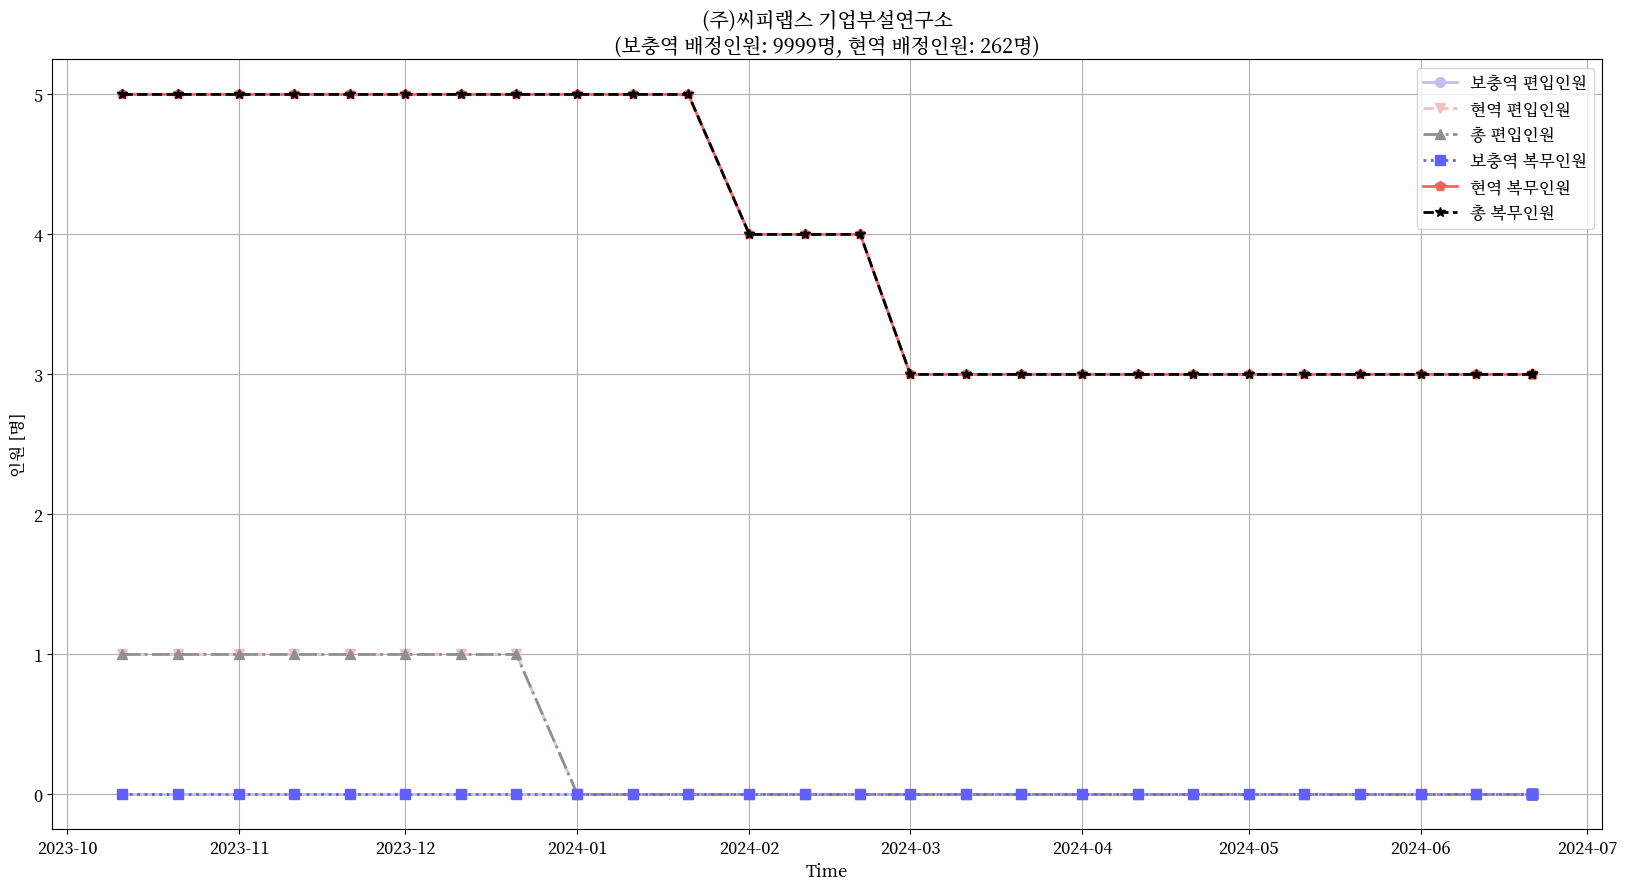 (주)씨피랩스 기업부설연구소
(보충역 배정인원: 9999명, 현역 배정인원: 262명)
보충역 편입인원
현역 편입인원
총 편입인원
보충역 복무인원
현역 복무인원
총 복무인원
인원 [명]
5
4
3
2
1
0
2023-10
2023-11
2023-12
2024-01
2024-02
2024-03
2024-04
2024-05
2024-06
2024-07
Time